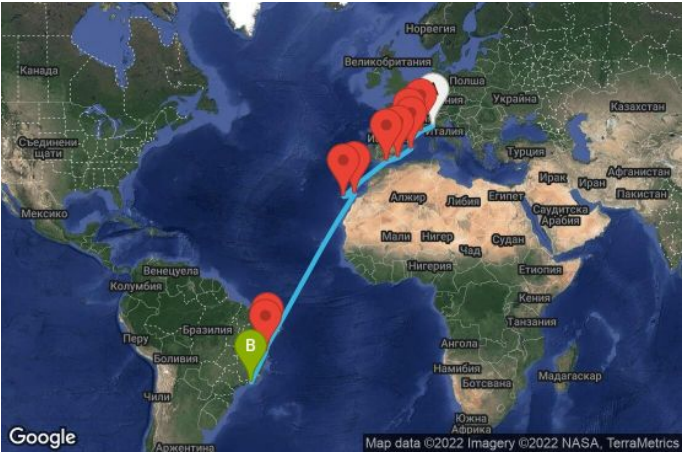 Норвегия
Канада
Великобритания
Полша
ния
Украйна
Казахстан
Съединени
щати
И
италия
Турция
Мексико
Алжир
Либия
Египет
Ирак
Иран
Афганистан
Пакистан
Саудитска
Арабия
Мали
Нигер
Чад
Судан
Венецуела
Колумбия
Нигерия
Етиопия
Кения
Перу
Бразилия
B
Танзания
Боливия
Ангола
Намибия
Ботсвана
Мадагаскар
Чили
Южна
Африка
Аржентина
Google
Map data ©2022 Imagery ©2022 NASA, TerraMetrics